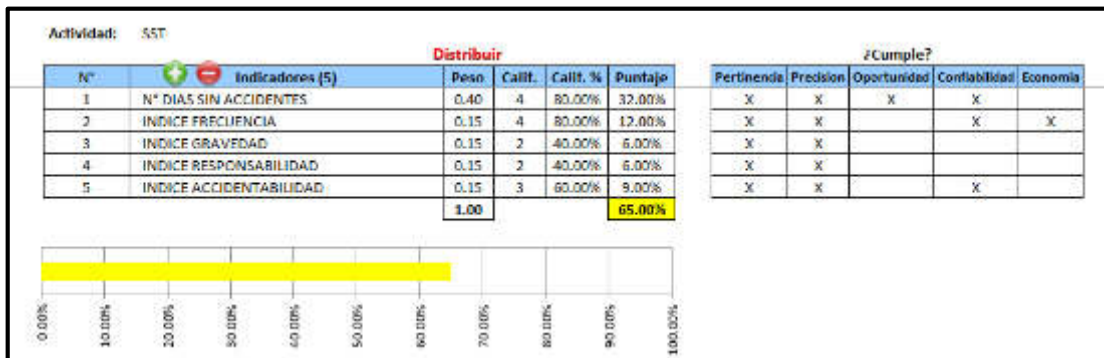 Actividad: SST
Distribuir ¿Cumple?
N° Indicadores (5) Peso Calif. Calif. % Puntaje Pertinencia Precision Oportunidad Confiabilidad Economia
1 N° DIAS SIN ACCIDENTES 0.40 4 80.00% 32.00% X X X X
2 INDICE FRECUENCIA 0.15 4 80.00% 12.00% X X X X
3 INDICE GRAVEDAD 0.15 2 40.00% 6.00% X X
4 INDICE RESPONSABILIDAD 0.15 2 40.00% 6.00% X X
5 INDICE ACCIDENTABILIDAD 0.15 3 60.00% 9.00% X X X
1.00 65.00%
0.00% 10.00% 20.00% 30.00% 40.00% 50.00% 60.00% 70.00% 80.00% 90.00% 100.00%